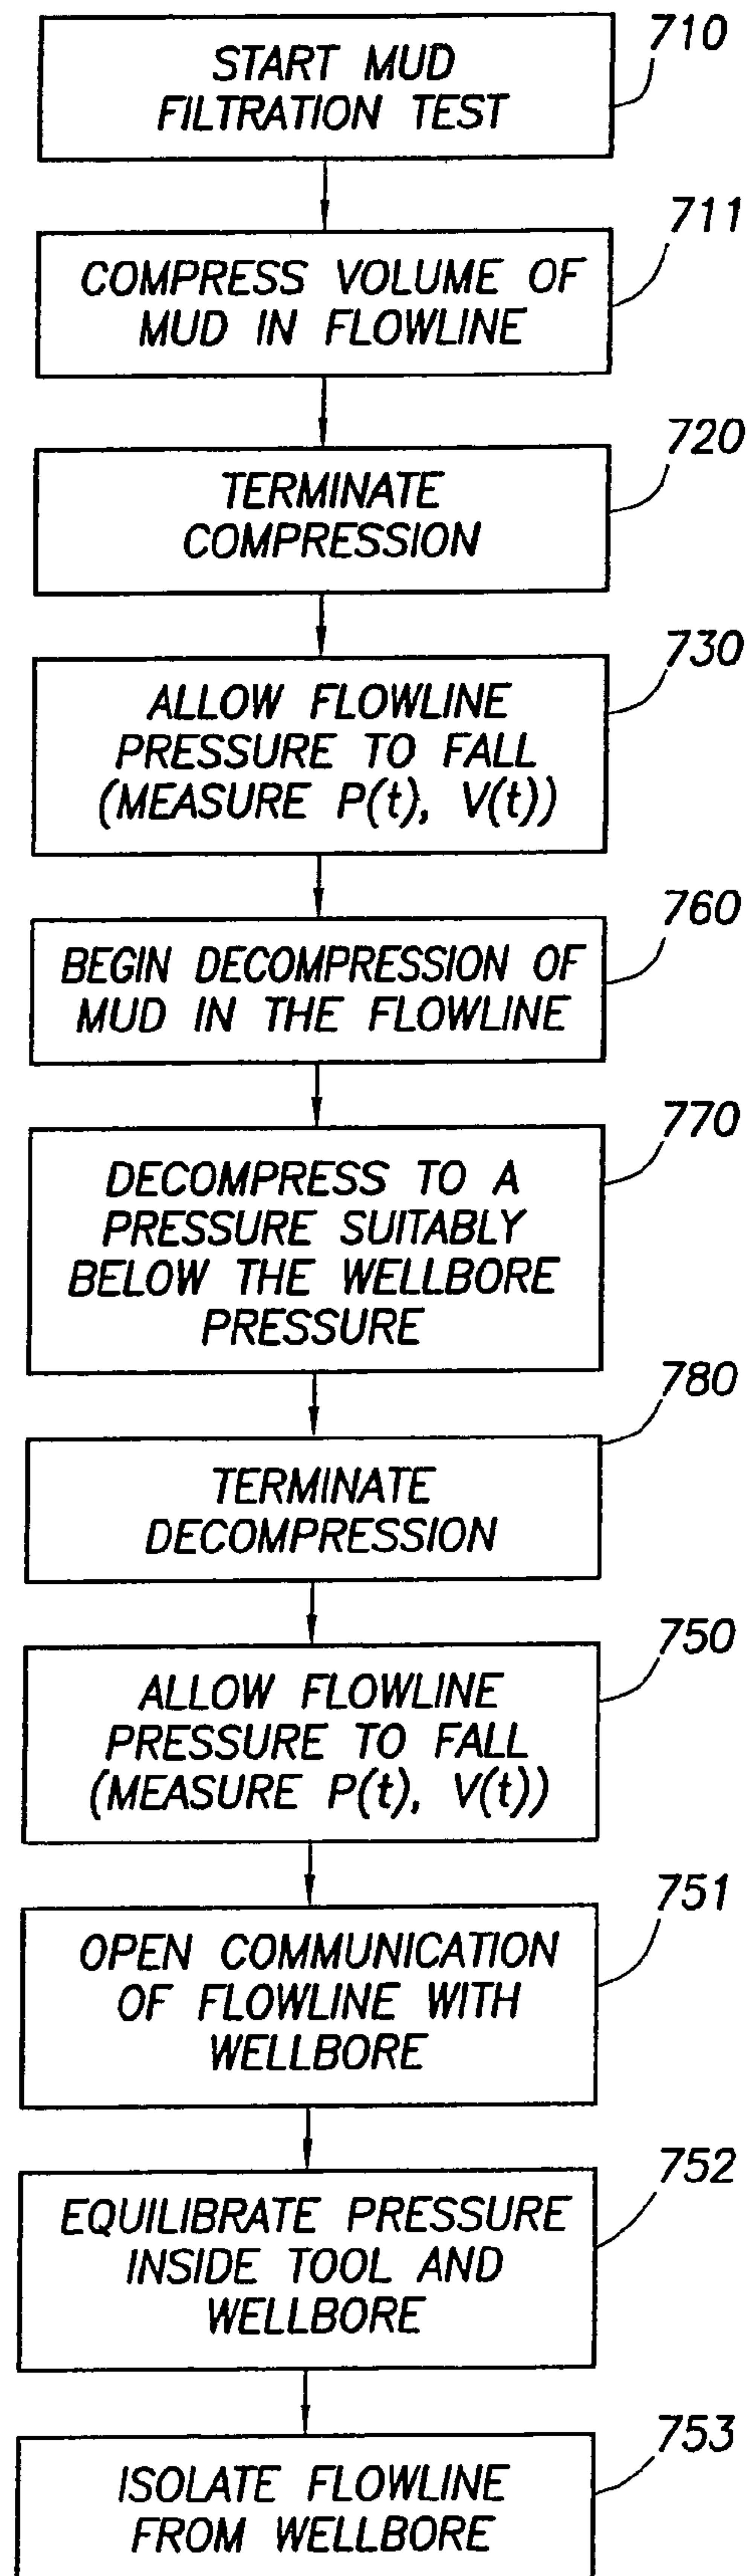 710
START MUD
FILTRATION TEST
711
COMPRESS VOLUME OF
MUD IN FLOWLINE
720
TERMINATE
COMPRESSION
730
ALLOW FLOWLINE
PRESSURE TO FALL
(MEASURE P(t), V(t))
760
BEGIN DECOMPRESSION OF
MUD IN THE FLOWLINE
770
DECOMPRESS TO A
PRESSURE SUITABLY
BELOW THE WELLBORE
PRESSURE
780
TERMINATE
DECOMPRESSION
750
ALLOW FLOWLINE
PRESSURE TO FALL
(MEASURE P(t), V(t))
751
OPEN COMMUNICATION
OF FLOWLINE WITH
WELLBORE
752
EQUILIBRATE PRESSURE
INSIDE TOOL AND
WELLBORE
753
ISOLATE FLOWLINE
FROM WELLBORE